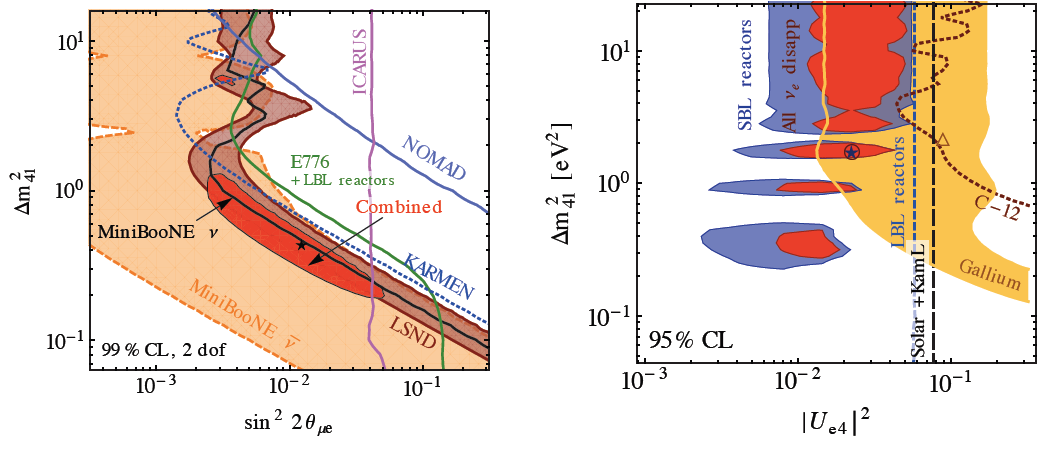 10¹
10⁰
10⁻¹
Δm²₄₁
ICARUS
NOMAD
E776
+ LBL reactors
Combined
MiniBooNE ν
KARMEN
MiniBooNE ν̄
LSND
99 % CL, 2 dof
10⁻³
10⁻²
10⁻¹
sin² 2θμe
10¹
10⁰
10⁻¹
Δm²₄₁ [eV²]
SBL reactors
All νe disapp
LBL reactors
C-12
Gallium
Solar +KamL
95% CL
10⁻³
10⁻²
10⁻¹
|Ue4|²